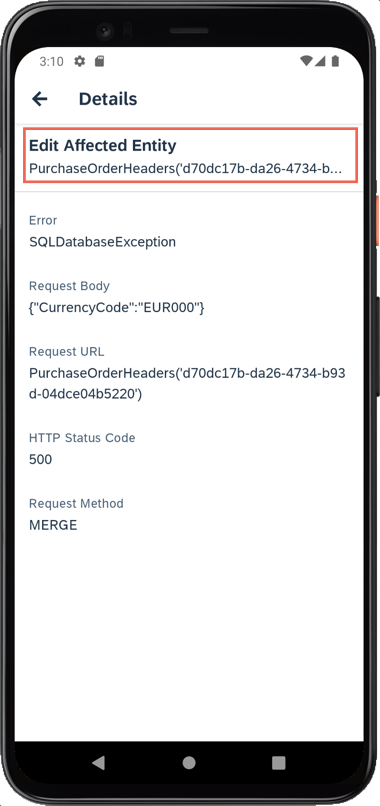 3:10
Details
Edit Affected Entity
PurchaseOrderHeaders('d70dc17b-da26-4734-b...
Error
SQLDatabaseException
Request Body
{"CurrencyCode":"EUR000"}
Request URL
PurchaseOrderHeaders('d70dc17b-da26-4734-b93
d-04dce04b5220')
HTTP Status Code
500
Request Method
MERGE